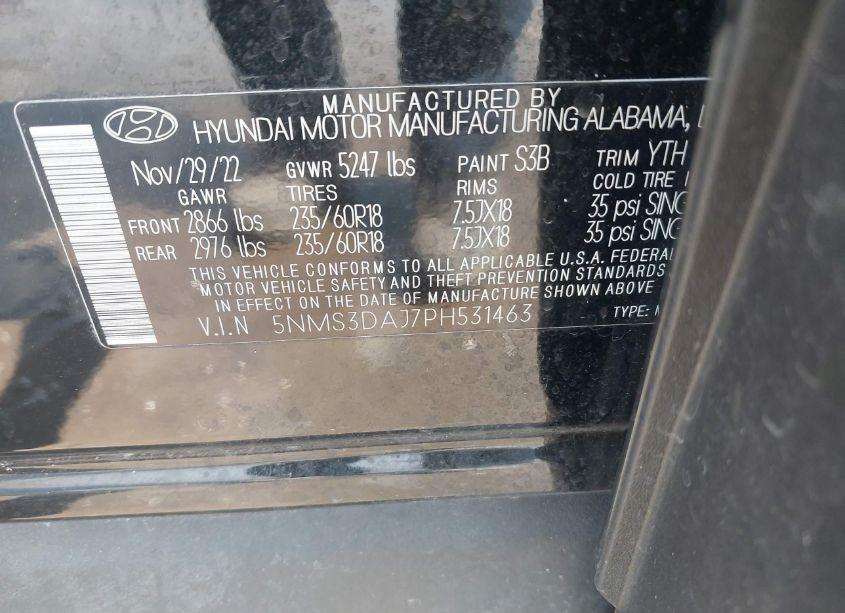 MANUFACTURED BY
HYUNDAI MOTOR MANUFACTURING ALABAMA,
Nov/29/22 GVWR 5247 lbs PAINT S3B TRIM YTH
GAWR TIRES RIMS COLD TIRE
FRONT 2866 lbs 235/60R18 7.5JX18 35 psi SING
REAR 2976 lbs 235/60R18 7.5JX18 35 psi SING
THIS VEHICLE CONFORMS TO ALL APPLICABLE U.S.A. FEDERAL
MOTOR VEHICLE SAFETY AND THEFT PREVENTION STANDARDS
IN EFFECT ON THE DATE OF MANUFACTURE SHOWN ABOVE
V.I.N 5NMS3DAJ7PH531463 TYPE: